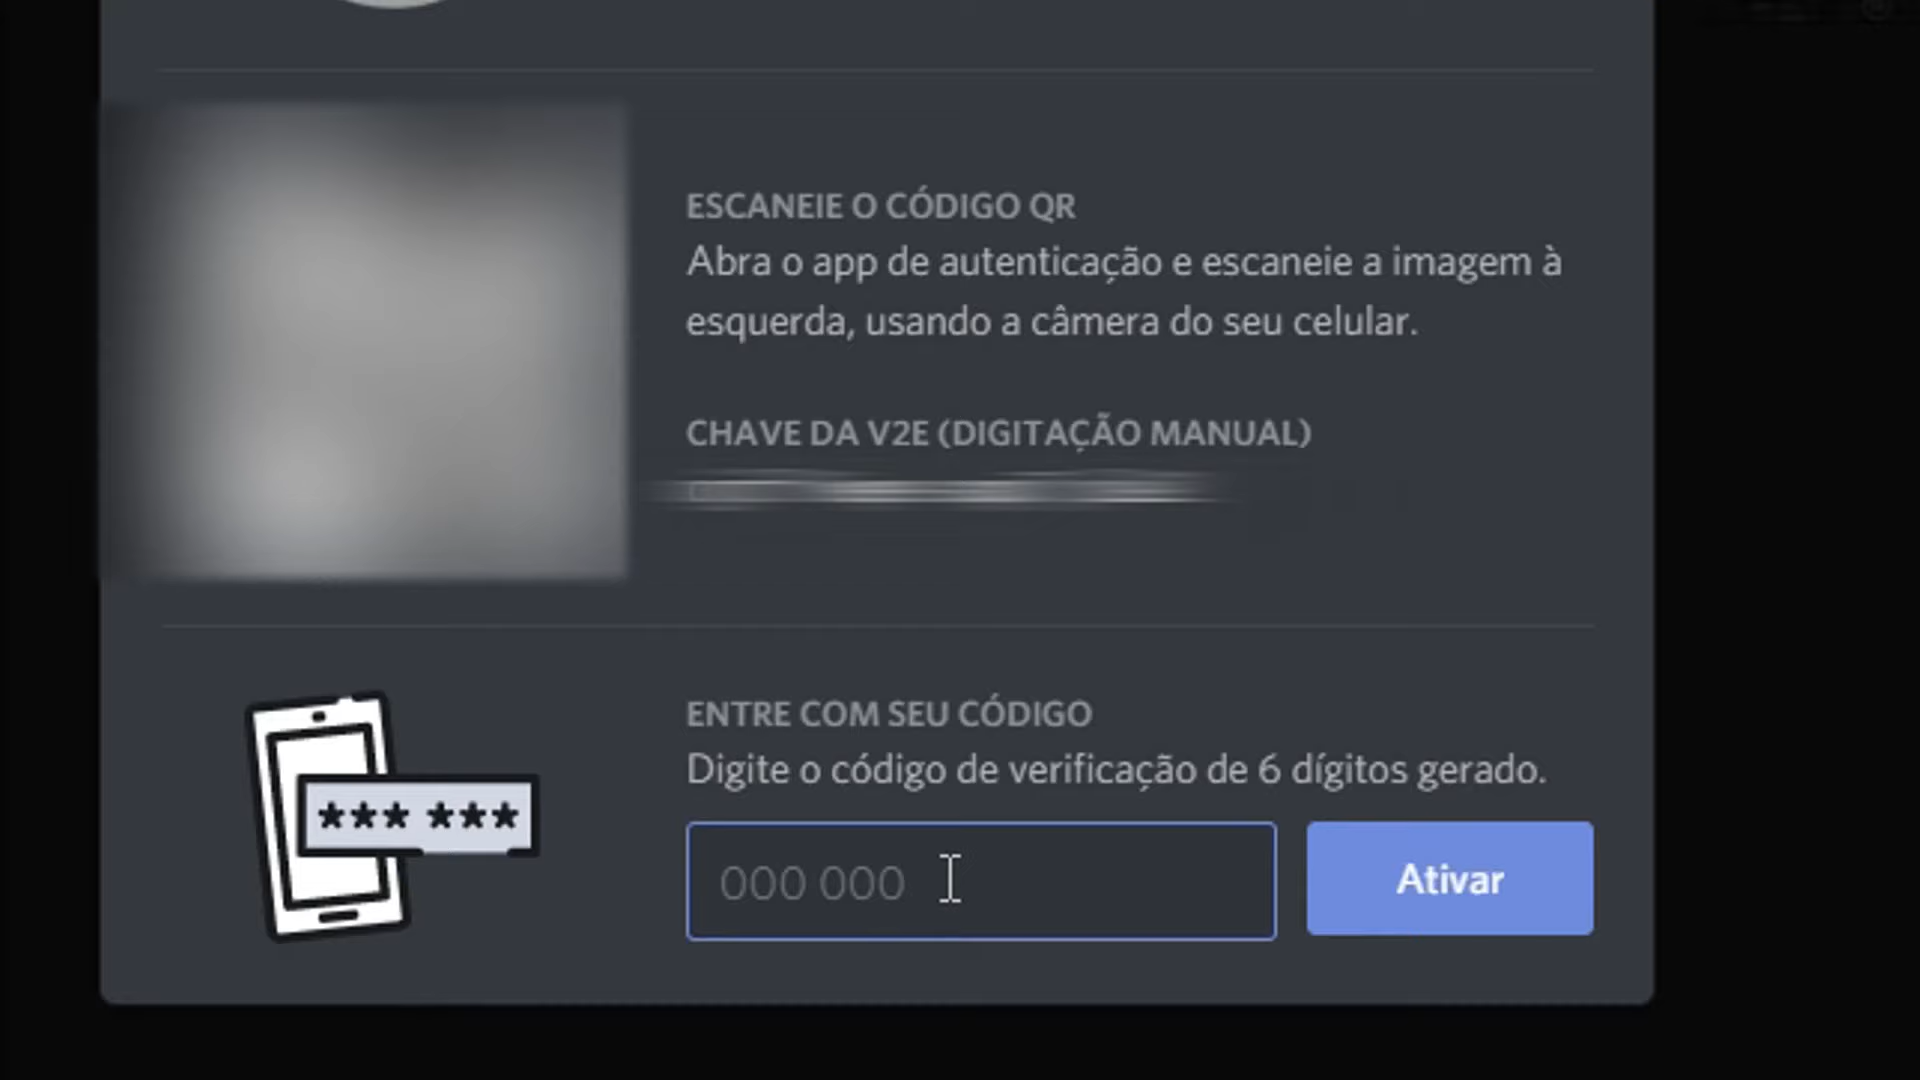 ESCANEIE O CÓDIGO QR
Abra o app de autenticação e escaneie a imagem à
esquerda, usando a câmera do seu celular.
CHAVE DA V2E (DIGITAÇÃO MANUAL)
ENTRE COM SEU CÓDIGO
Digite o código de verificação de 6 dígitos gerado.
*** ***
000 000
Ativar